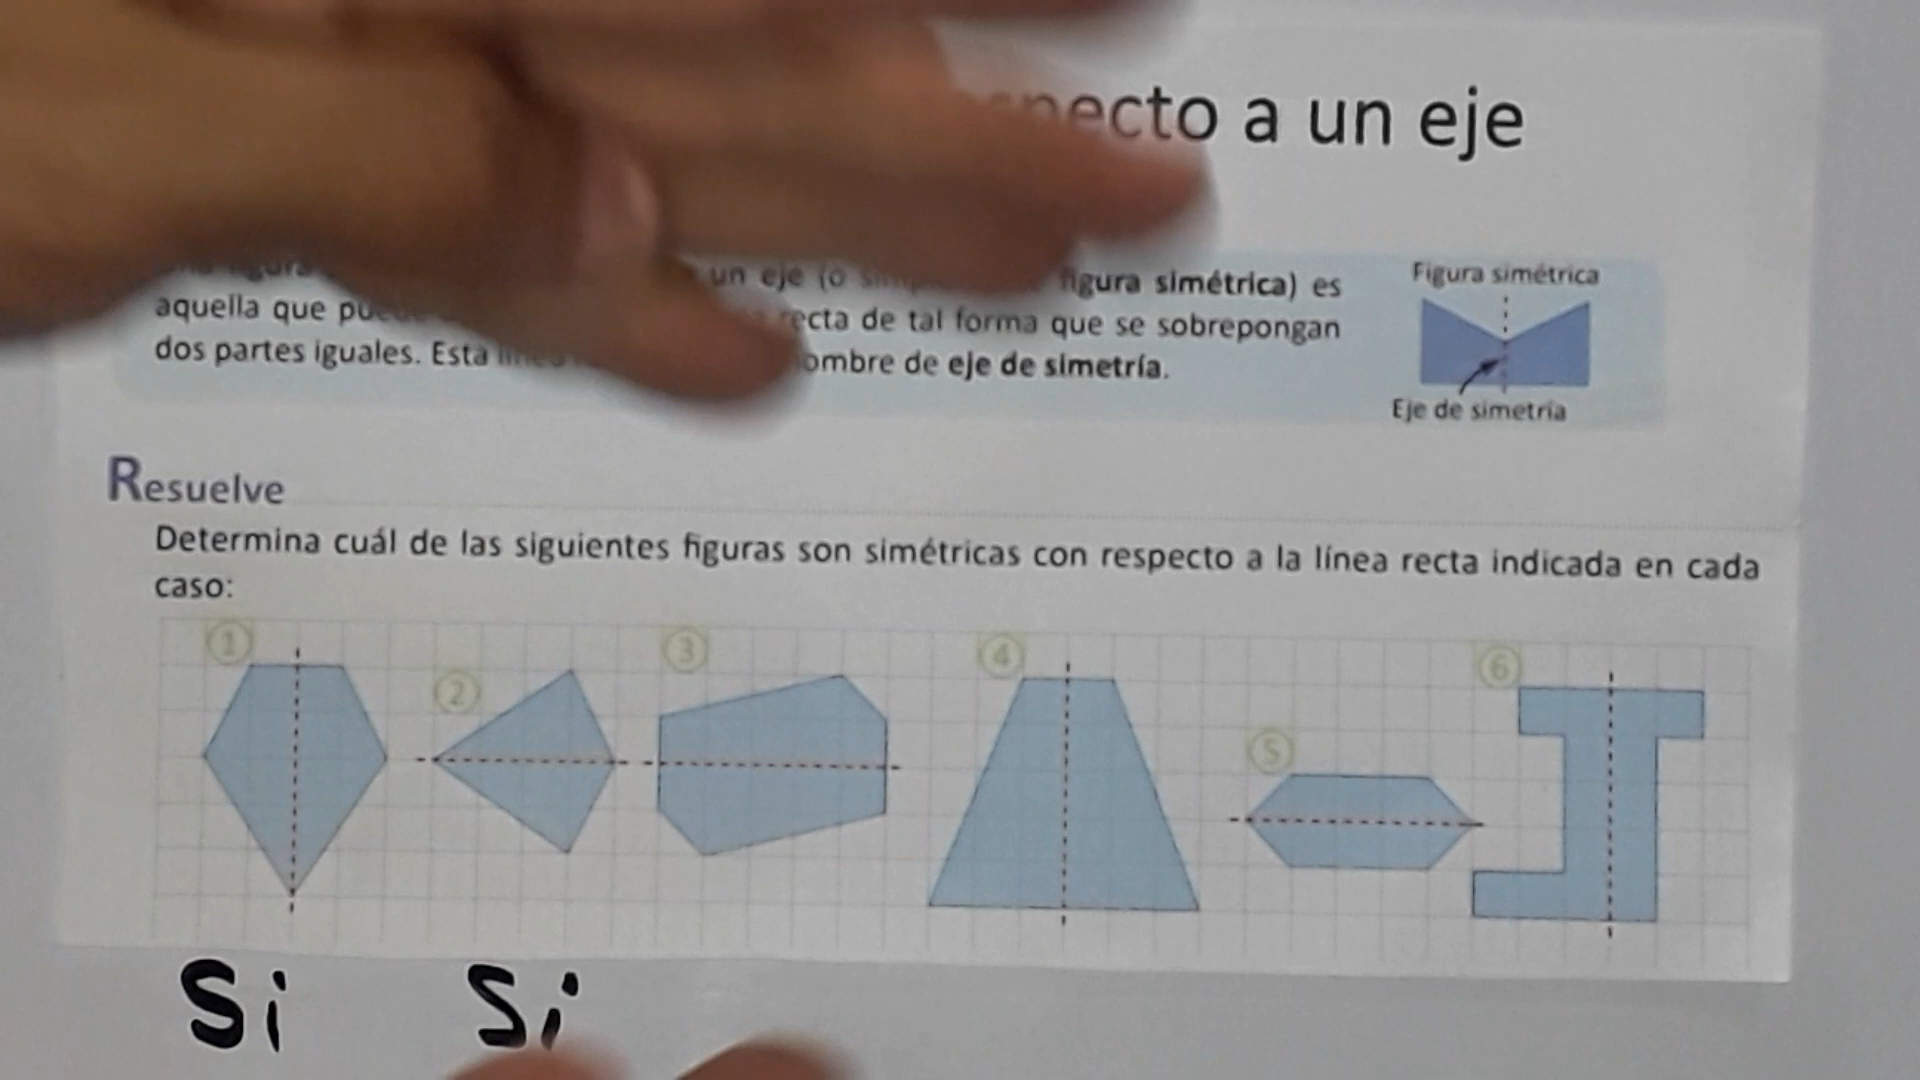 ecto a un eje
un eje (o figura simétrica) es
aquella que recta de tal forma que se sobrepongan
dos partes iguales. Esta ombre de eje de simetría.
Figura simétrica
Eje de simetría
Resuelve
Determina cuál de las siguientes figuras son simétricas con respecto a la línea recta indicada en cada
caso:
1
2
3
4
5
6
Si Si